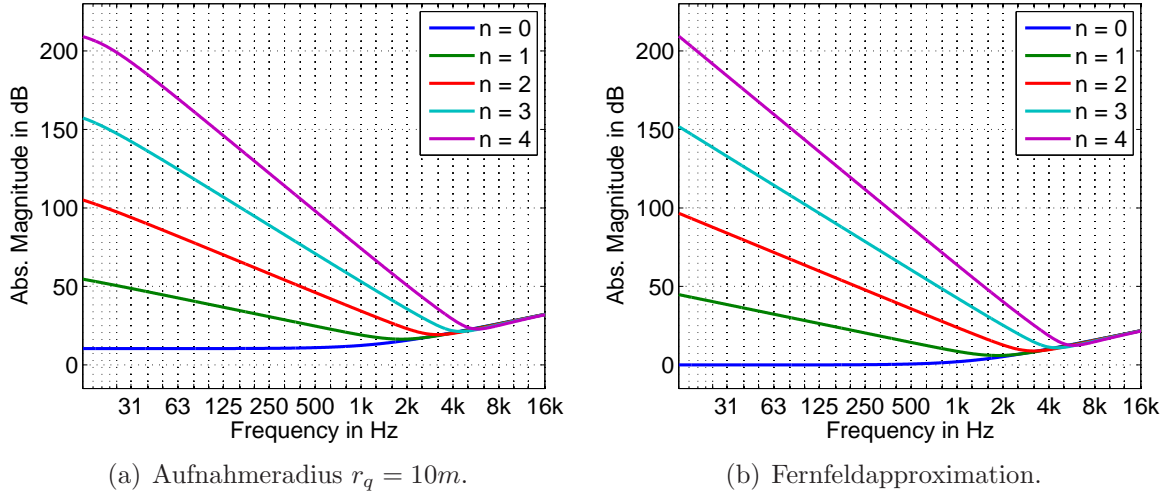 200
150
100
50
0
Abs. Magnitude in dB
n = 0
n = 1
n = 2
n = 3
n = 4
31 63 125 250 500 1k 2k 4k 8k 16k
Frequency in Hz
(a) Aufnahmeradius r_q = 10m.
200
150
100
50
0
Abs. Magnitude in dB
n = 0
n = 1
n = 2
n = 3
n = 4
31 63 125 250 500 1k 2k 4k 8k 16k
Frequency in Hz
(b) Fernfeldapproximation.